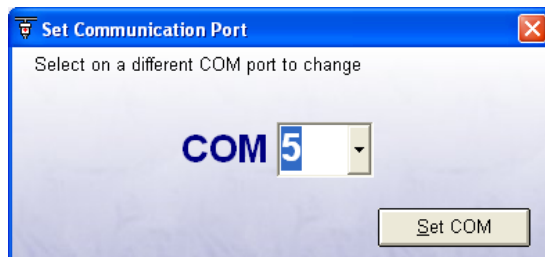 Set Communication Port
Select on a different COM port to change
COM 5
Set COM